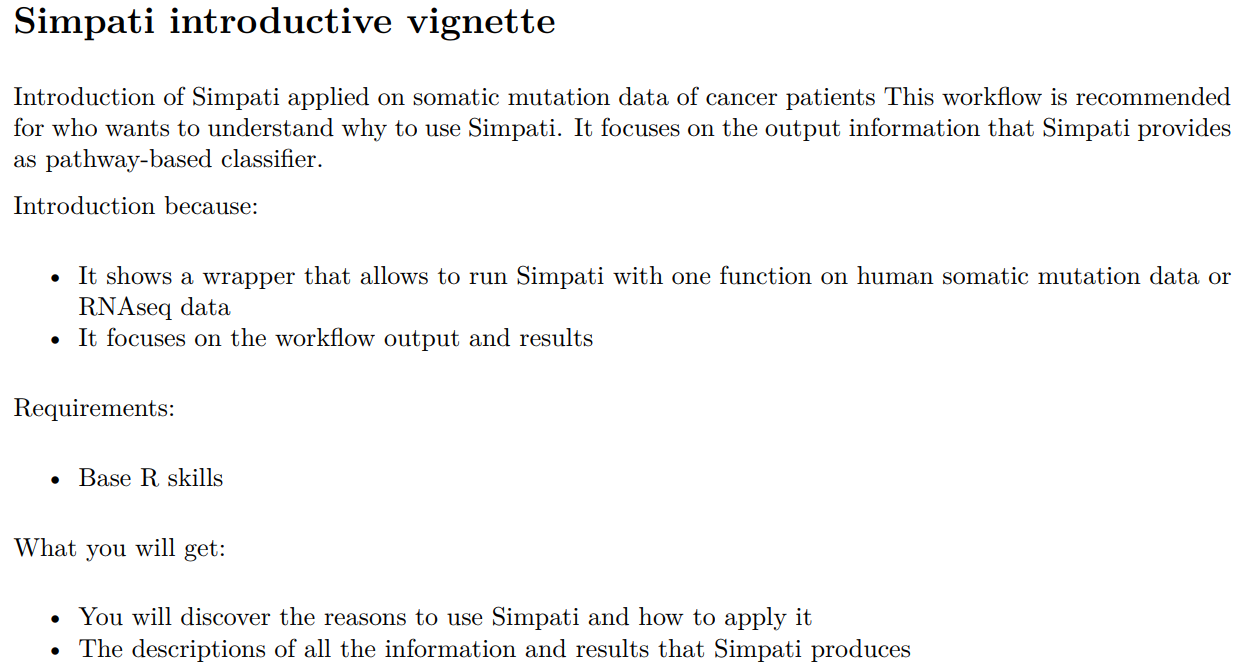 Simpati introductive vignette
Introduction of Simpati applied on somatic mutation data of cancer patients This workflow is recommended
for who wants to understand why to use Simpati. It focuses on the output information that Simpati provides
as pathway-based classifier.
Introduction because:
• It shows a wrapper that allows to run Simpati with one function on human somatic mutation data or
RNAseq data
• It focuses on the workflow output and results
Requirements:
• Base R skills
What you will get:
• You will discover the reasons to use Simpati and how to apply it
• The descriptions of all the information and results that Simpati produces